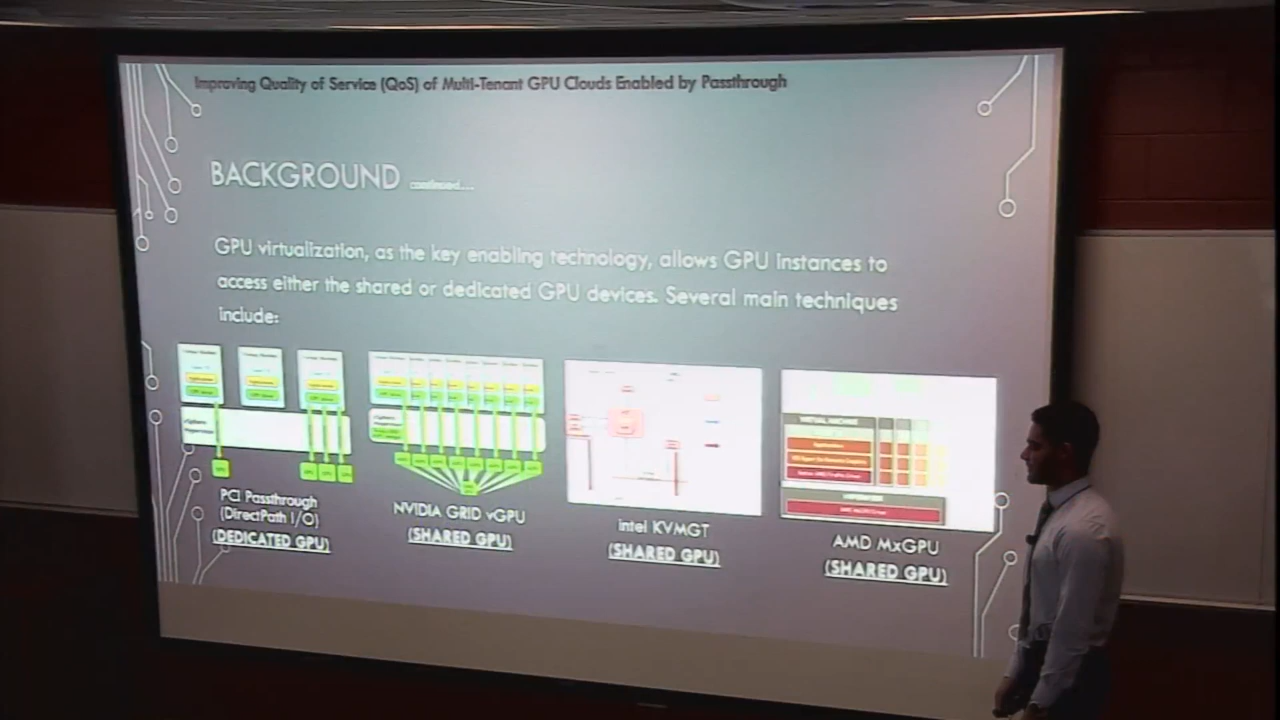 Improving Quality of Service (QoS) of Multi-Tenant GPU Clouds Enabled by Passthrough
BACKGROUND continued...
GPU virtualization, as the key enabling technology, allows GPU instances to
access either the shared or dedicated GPU devices. Several main techniques
include:
PCI Passthrough
(DirectPath I/O)
(DEDICATED GPU)
NVIDIA GRID vGPU
(SHARED GPU)
intel KVMGT
(SHARED GPU)
AMD MxGPU
(SHARED GPU)